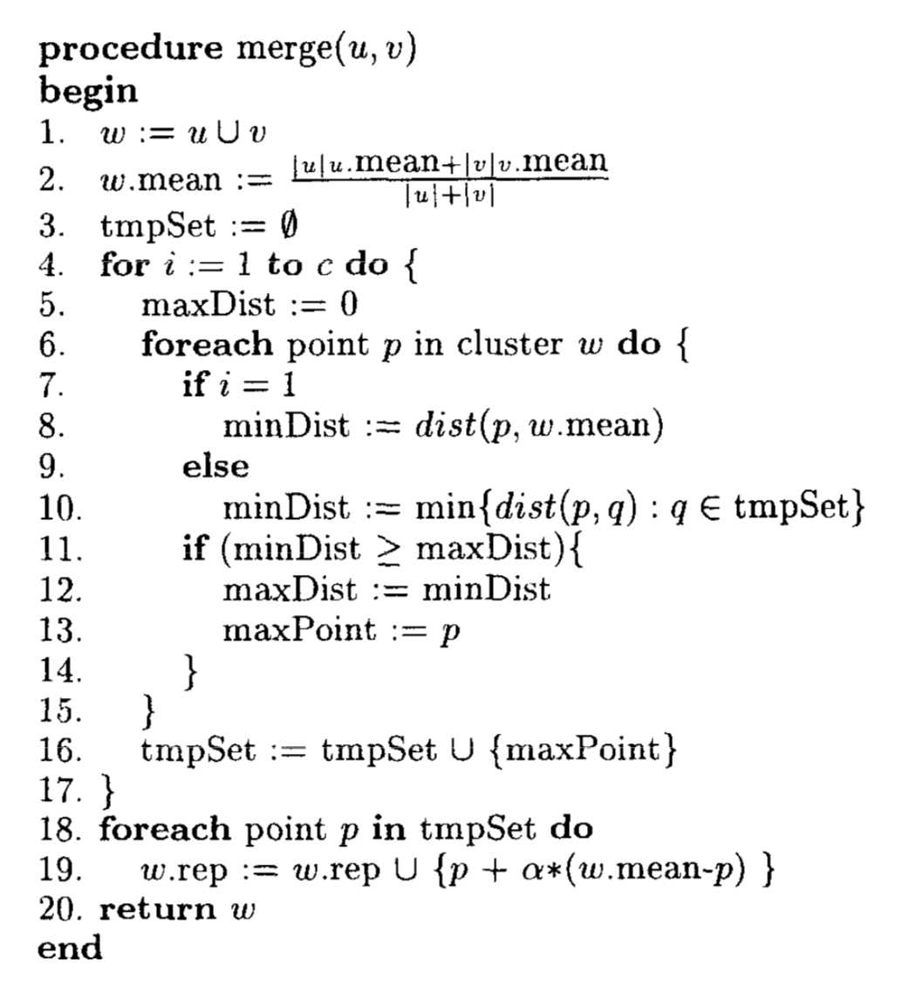 procedure merge(u, v)
begin
1. w := u ∪ v
2. w.mean := |u|u.mean+|v|v.mean / |u|+|v|
3. tmpSet := ∅
4. for i := 1 to c do {
5. maxDist := 0
6. foreach point p in cluster w do {
7. if i = 1
8. minDist := dist(p, w.mean)
9. else
10. minDist := min{dist(p, q) : q ∈ tmpSet}
11. if (minDist ≥ maxDist){
12. maxDist := minDist
13. maxPoint := p
14. }
15. }
16. tmpSet := tmpSet ∪ {maxPoint}
17. }
18. foreach point p in tmpSet do
19. w.rep := w.rep ∪ {p + α*(w.mean-p) }
20. return w
end